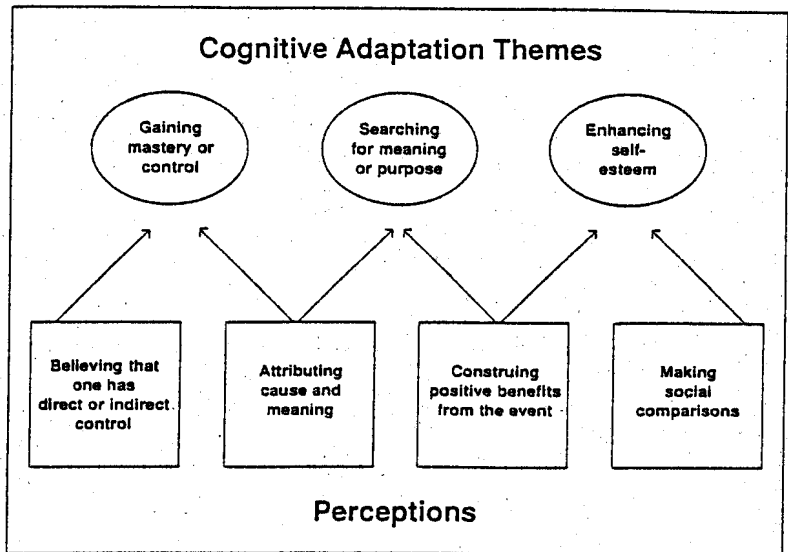 Cognitive Adaptation Themes
Gaining
mastery or
control
Searching
for meaning
or purpose
Enhancing
self-
esteem
Believing that
one has
direct or indirect
control
Attributing
cause and
meaning
Construing
positive benefits
from the event
Making
social
comparisons
Perceptions